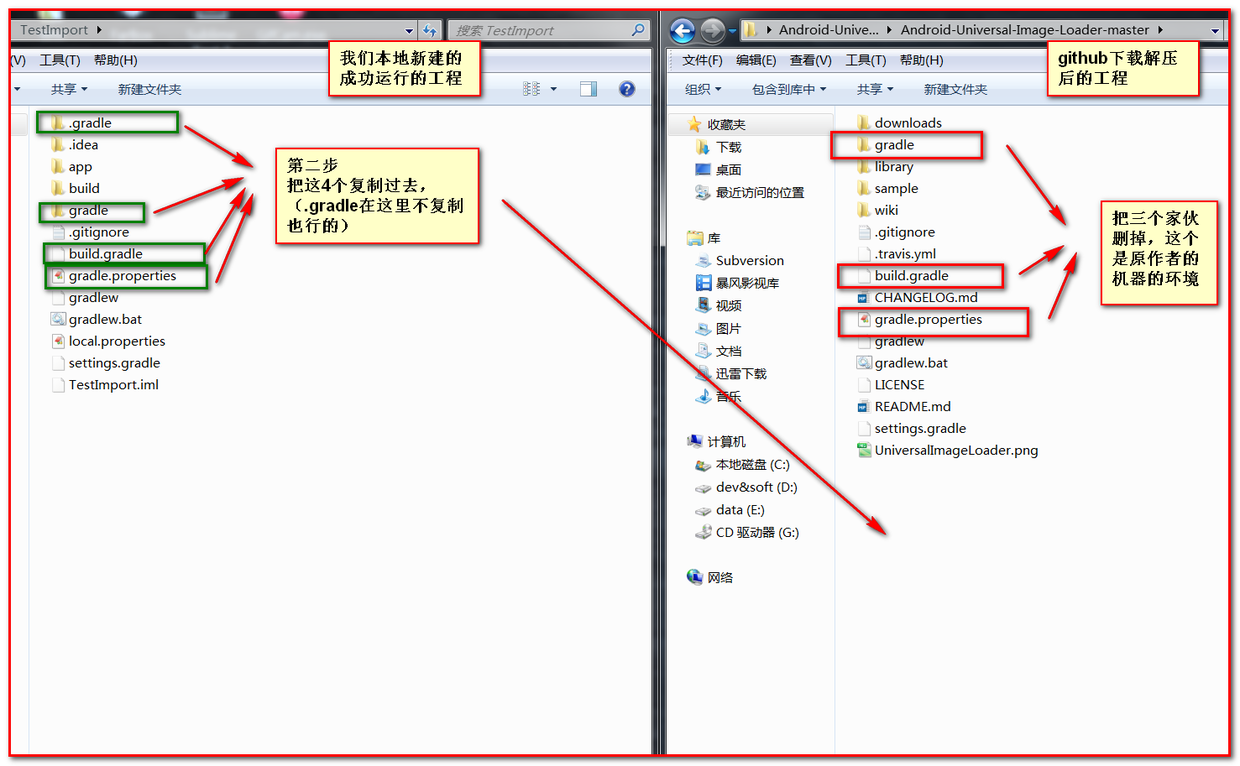 TestImport
搜索 TestImport
(V) 工具(T) 帮助(H)
我们本地新建的
成功运行的工程
共享 新建文件夹
.gradle
.idea
app
build
gradle
.gitignore
build.gradle
gradle.properties
gradlew
gradlew.bat
local.properties
settings.gradle
TestImport.iml
第二步
把这4个复制过去，
（.gradle在这里不复制
也行的）
Android-Unive... Android-Universal-Image-Loader-master
文件(F) 编辑(E) 查看(V) 工具(T) 帮助(H)
github下载解压
后的工程
组织 包含到库中 共享 新建文件夹
收藏夹
下载
桌面
最近访问的位置
库
Subversion
暴风影视库
视频
图片
文档
迅雷下载
音乐
计算机
本地磁盘 (C:)
dev&soft (D:)
data (E:)
CD 驱动器 (G:)
网络
downloads
gradle
library
sample
wiki
.gitignore
.travis.yml
build.gradle
CHANGELOG.md
gradle.properties
gradlew
gradlew.bat
LICENSE
README.md
settings.gradle
UniversalImageLoader.png
把三个家伙
删掉，这个
是原作者的
机器的环境